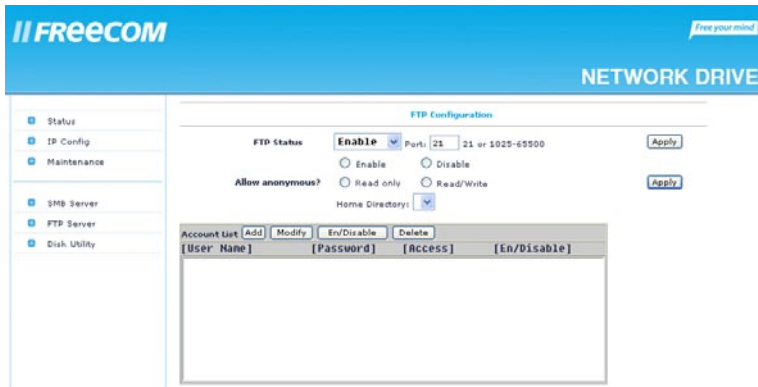 FREECOM
Free your mind
NETWORK DRIVE
Status
IP Config
Maintenance
SMB Server
FTP Server
Disk Utility
FTP Configuration
FTP Status Enable Port: 21 21 or 1025-65500 Apply
Enable Disable
Allow anonymous? Read only Read/Write Apply
Home Directory:
Account List Add Modify En/Disable Delete
[User Name] [Password] [Access] [En/Disable]